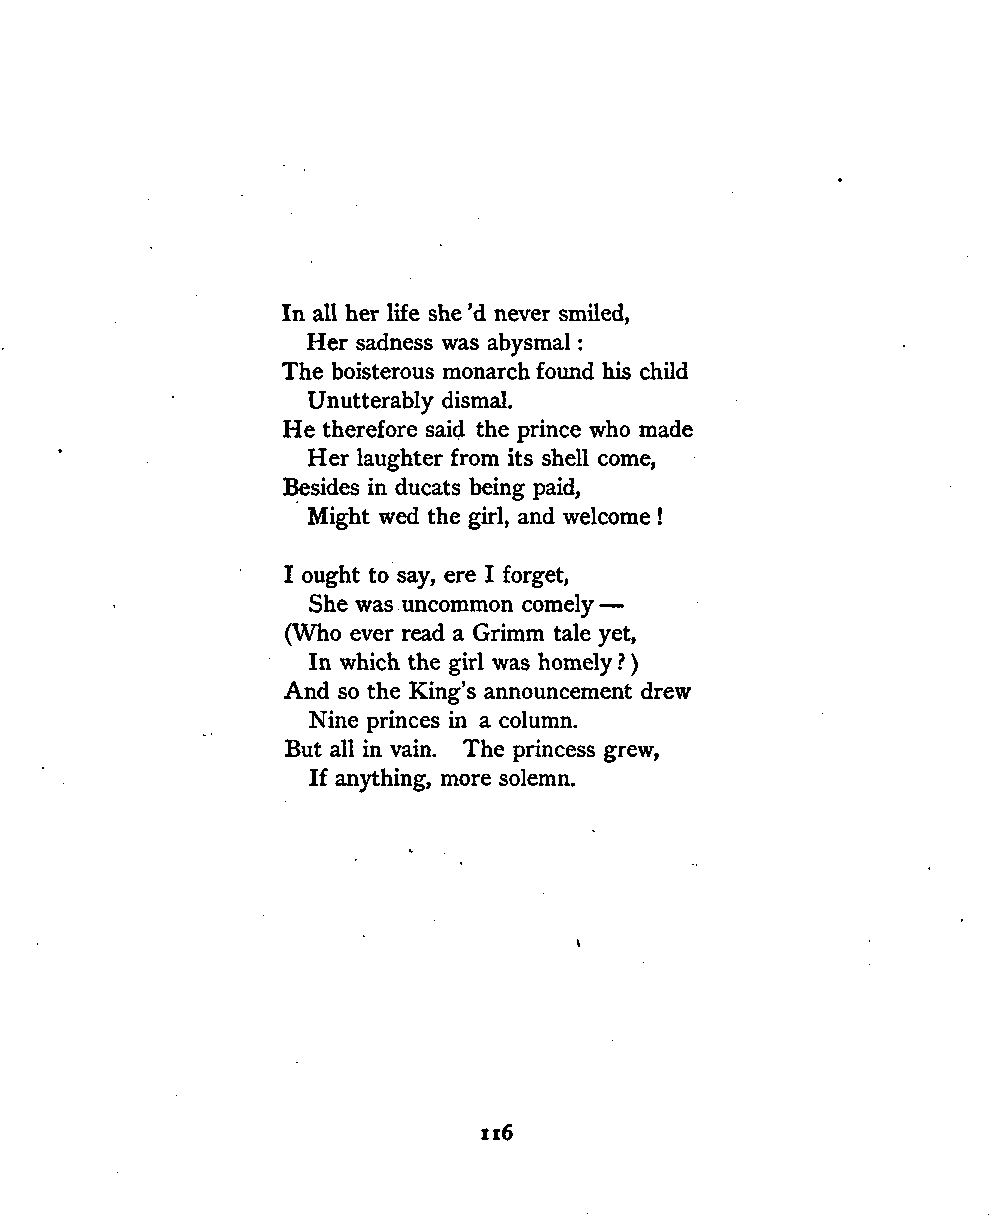 In all her life she 'd never smiled,
Her sadness was abysmal :
The boisterous monarch found his child
Unutterably dismal.
He therefore said the prince who made
Her laughter from its shell come,
Besides in ducats being paid,
Might wed the girl, and welcome !
I ought to say, ere I forget,
She was uncommon comely —
(Who ever read a Grimm tale yet,
In which the girl was homely ? )
And so the King's announcement drew
Nine princes in a column.
But all in vain. The princess grew,
If anything, more solemn.
116